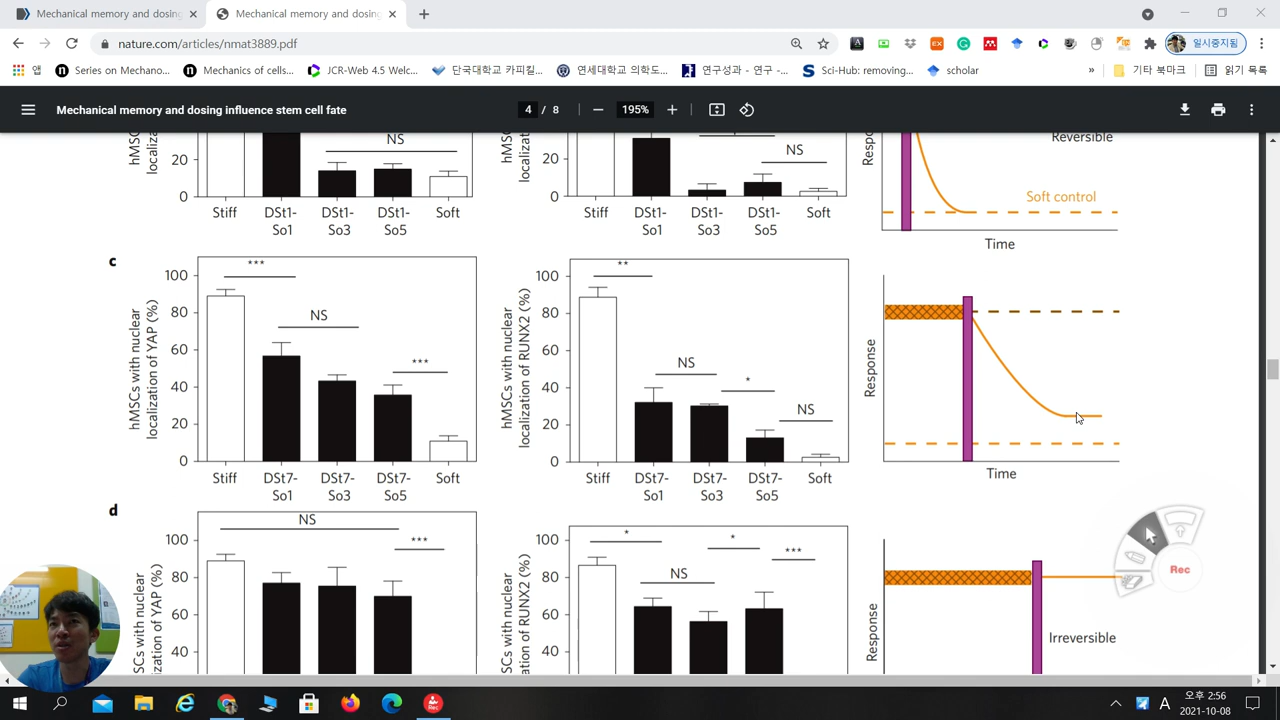 Mechanical memory and dosing
Mechanical memory and dosing
nature.com/articles/nmat3889.pdf
일시중지됨
앱
Series on Mechano...
Mechanics of cells...
JCR-Web 4.5 Welc...
단국대학교 카피킬...
연세대학교 의학도...
연구성과 - 연구 -...
Sci-Hub: removing...
scholar
»
기타 북마크
읽기 목록
Mechanical memory and dosing influence stem cell fate
4 / 8
195%
20
0
NS
Stiff
DSt1-
So1
DSt1-
So3
DSt1-
So5
Soft
20
0
NS
Stiff
DSt1-
So1
DSt1-
So3
DSt1-
So5
Soft
Reversible
Soft control
Time
c
hMSCs with nuclear
localization of YAP (%)
100
80
60
40
20
0
***
NS
***
Stiff
DSt7-
So1
DSt7-
So3
DSt7-
So5
Soft
hMSCs with nuclear
localization of RUNX2 (%)
100
80
60
40
20
0
**
NS
*
NS
Stiff
DSt7-
So1
DSt7-
So3
DSt7-
So5
Soft
Response
Time
d
100
80
60
40
NS
***
100
80
60
40
*
NS
*
***
Response
Irreversible
Rec
Rec
A
오후 2:56
2021-10-08